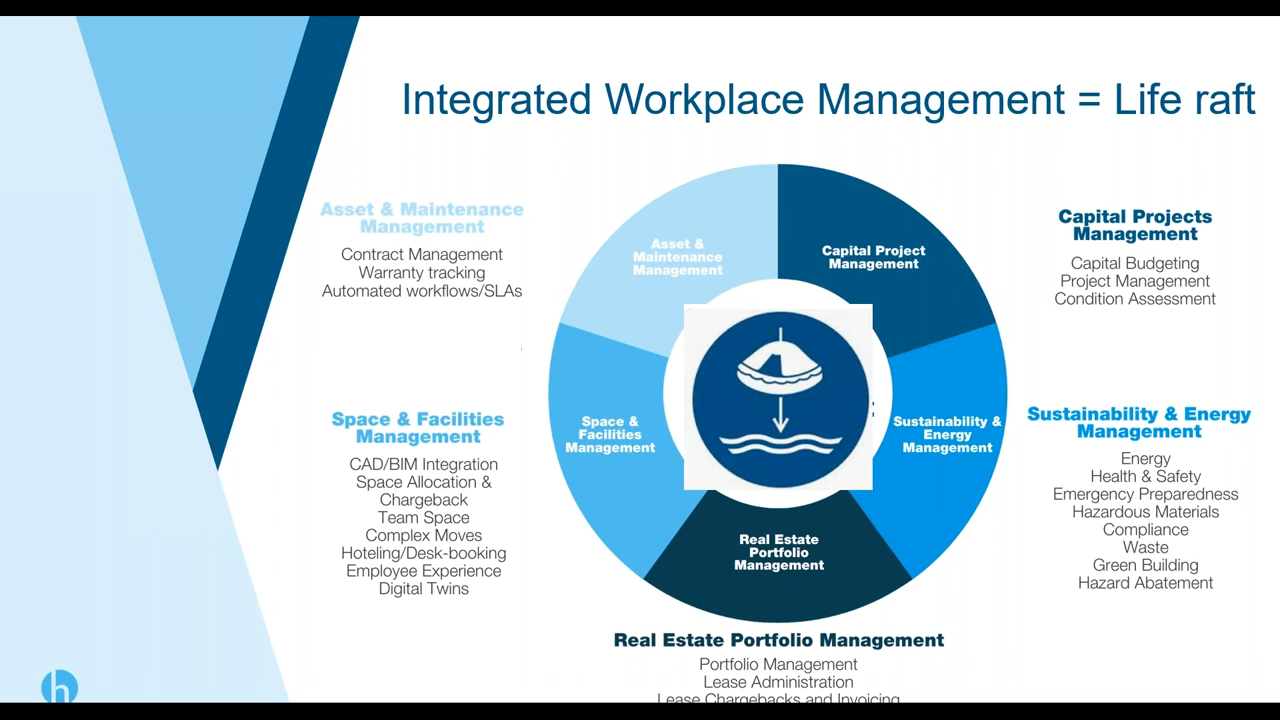 Integrated Workplace Management = Life raft
Asset & Maintenance
Management
Contract Management
Warranty tracking
Automated workflows/SLAs
Space & Facilities
Management
CAD/BIM Integration
Space Allocation &
Chargeback
Team Space
Complex Moves
Hoteling/Desk-booking
Employee Experience
Digital Twins
Asset &
Maintenance
Management
Capital Project
Management
Space &
Facilities
Management
Sustainability &
Energy
Management
Real Estate
Portfolio
Management
Capital Projects
Management
Capital Budgeting
Project Management
Condition Assessment
Sustainability & Energy
Management
Energy
Health & Safety
Emergency Preparedness
Hazardous Materials
Compliance
Waste
Green Building
Hazard Abatement
Real Estate Portfolio Management
Portfolio Management
Lease Administration
Lease Chargebacks and Invoicing
h